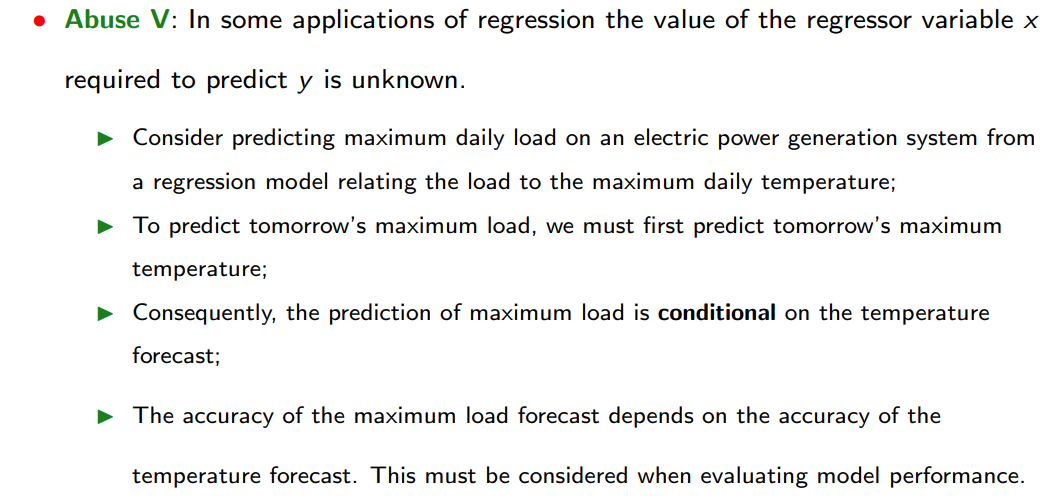 • Abuse V: In some applications of regression the value of the regressor variable x
required to predict y is unknown.
▶ Consider predicting maximum daily load on an electric power generation system from
a regression model relating the load to the maximum daily temperature;
▶ To predict tomorrow's maximum load, we must first predict tomorrow's maximum
temperature;
▶ Consequently, the prediction of maximum load is conditional on the temperature
forecast;
▶ The accuracy of the maximum load forecast depends on the accuracy of the
temperature forecast. This must be considered when evaluating model performance.